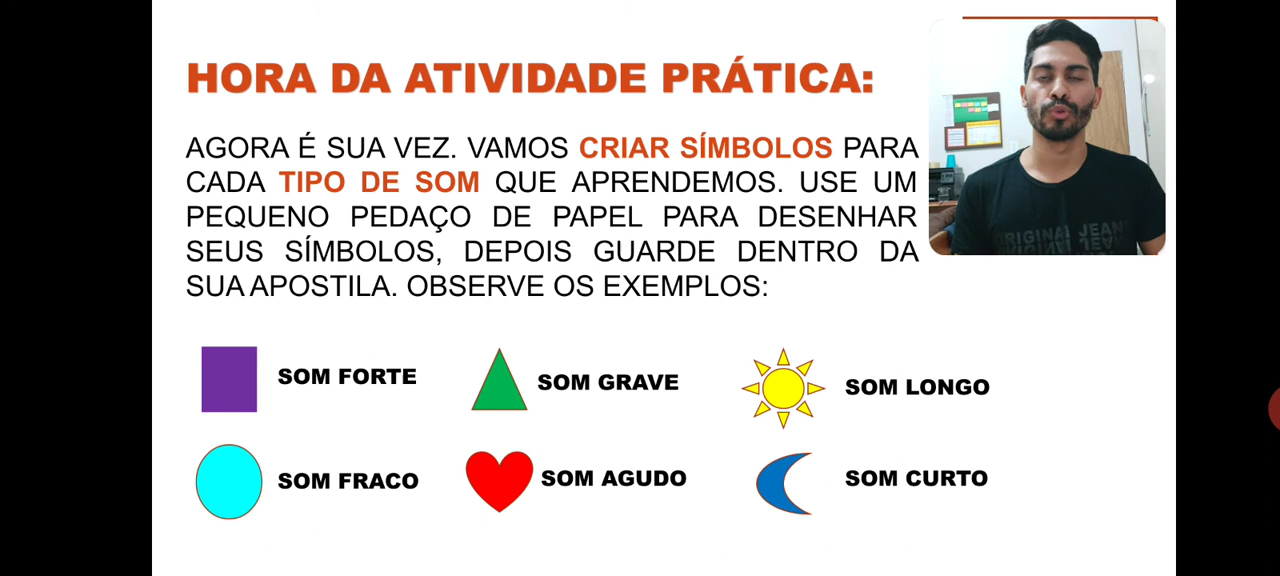 HORA DA ATIVIDADE PRÁTICA:
AGORA É SUA VEZ. VAMOS CRIAR SÍMBOLOS PARA
CADA TIPO DE SOM QUE APRENDEMOS. USE UM
PEQUENO PEDAÇO DE PAPEL PARA DESENHAR
SEUS SÍMBOLOS, DEPOIS GUARDE DENTRO DA
SUA APOSTILA. OBSERVE OS EXEMPLOS:
SOM FORTE
SOM GRAVE
SOM LONGO
SOM FRACO
SOM AGUDO
SOM CURTO
ORIGINAL JEANS